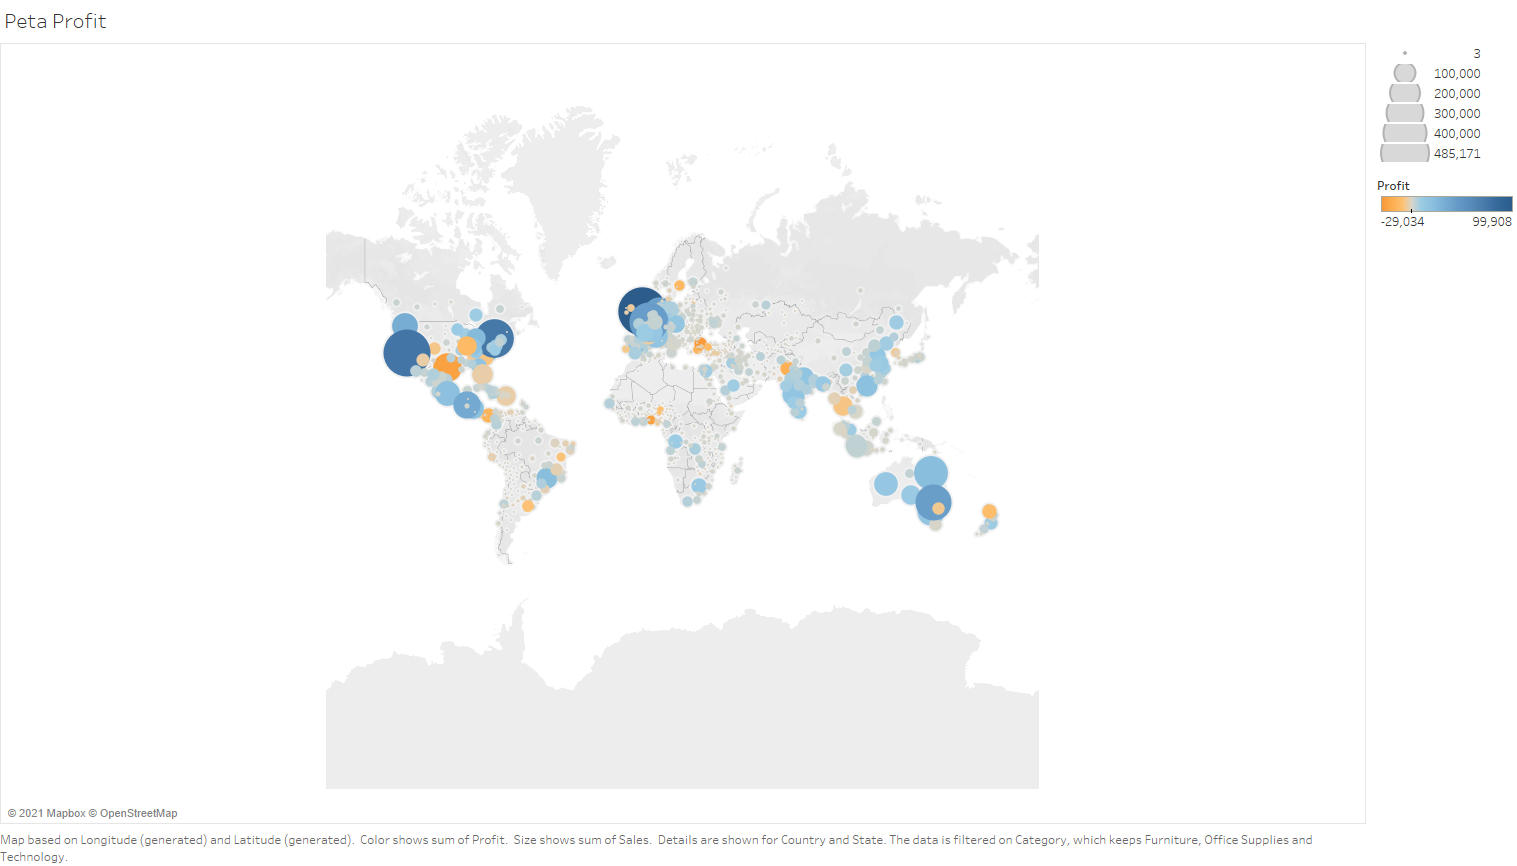 Peta Profit
3
100,000
200,000
300,000
400,000
485,171
Profit
-29,034 99,908
© 2021 Mapbox © OpenStreetMap
Map based on Longitude (generated) and Latitude (generated).  Color shows sum of Profit.  Size shows sum of Sales.  Details are shown for Country and State. The data is filtered on Category, which keeps Furniture, Office Supplies and
Technology.